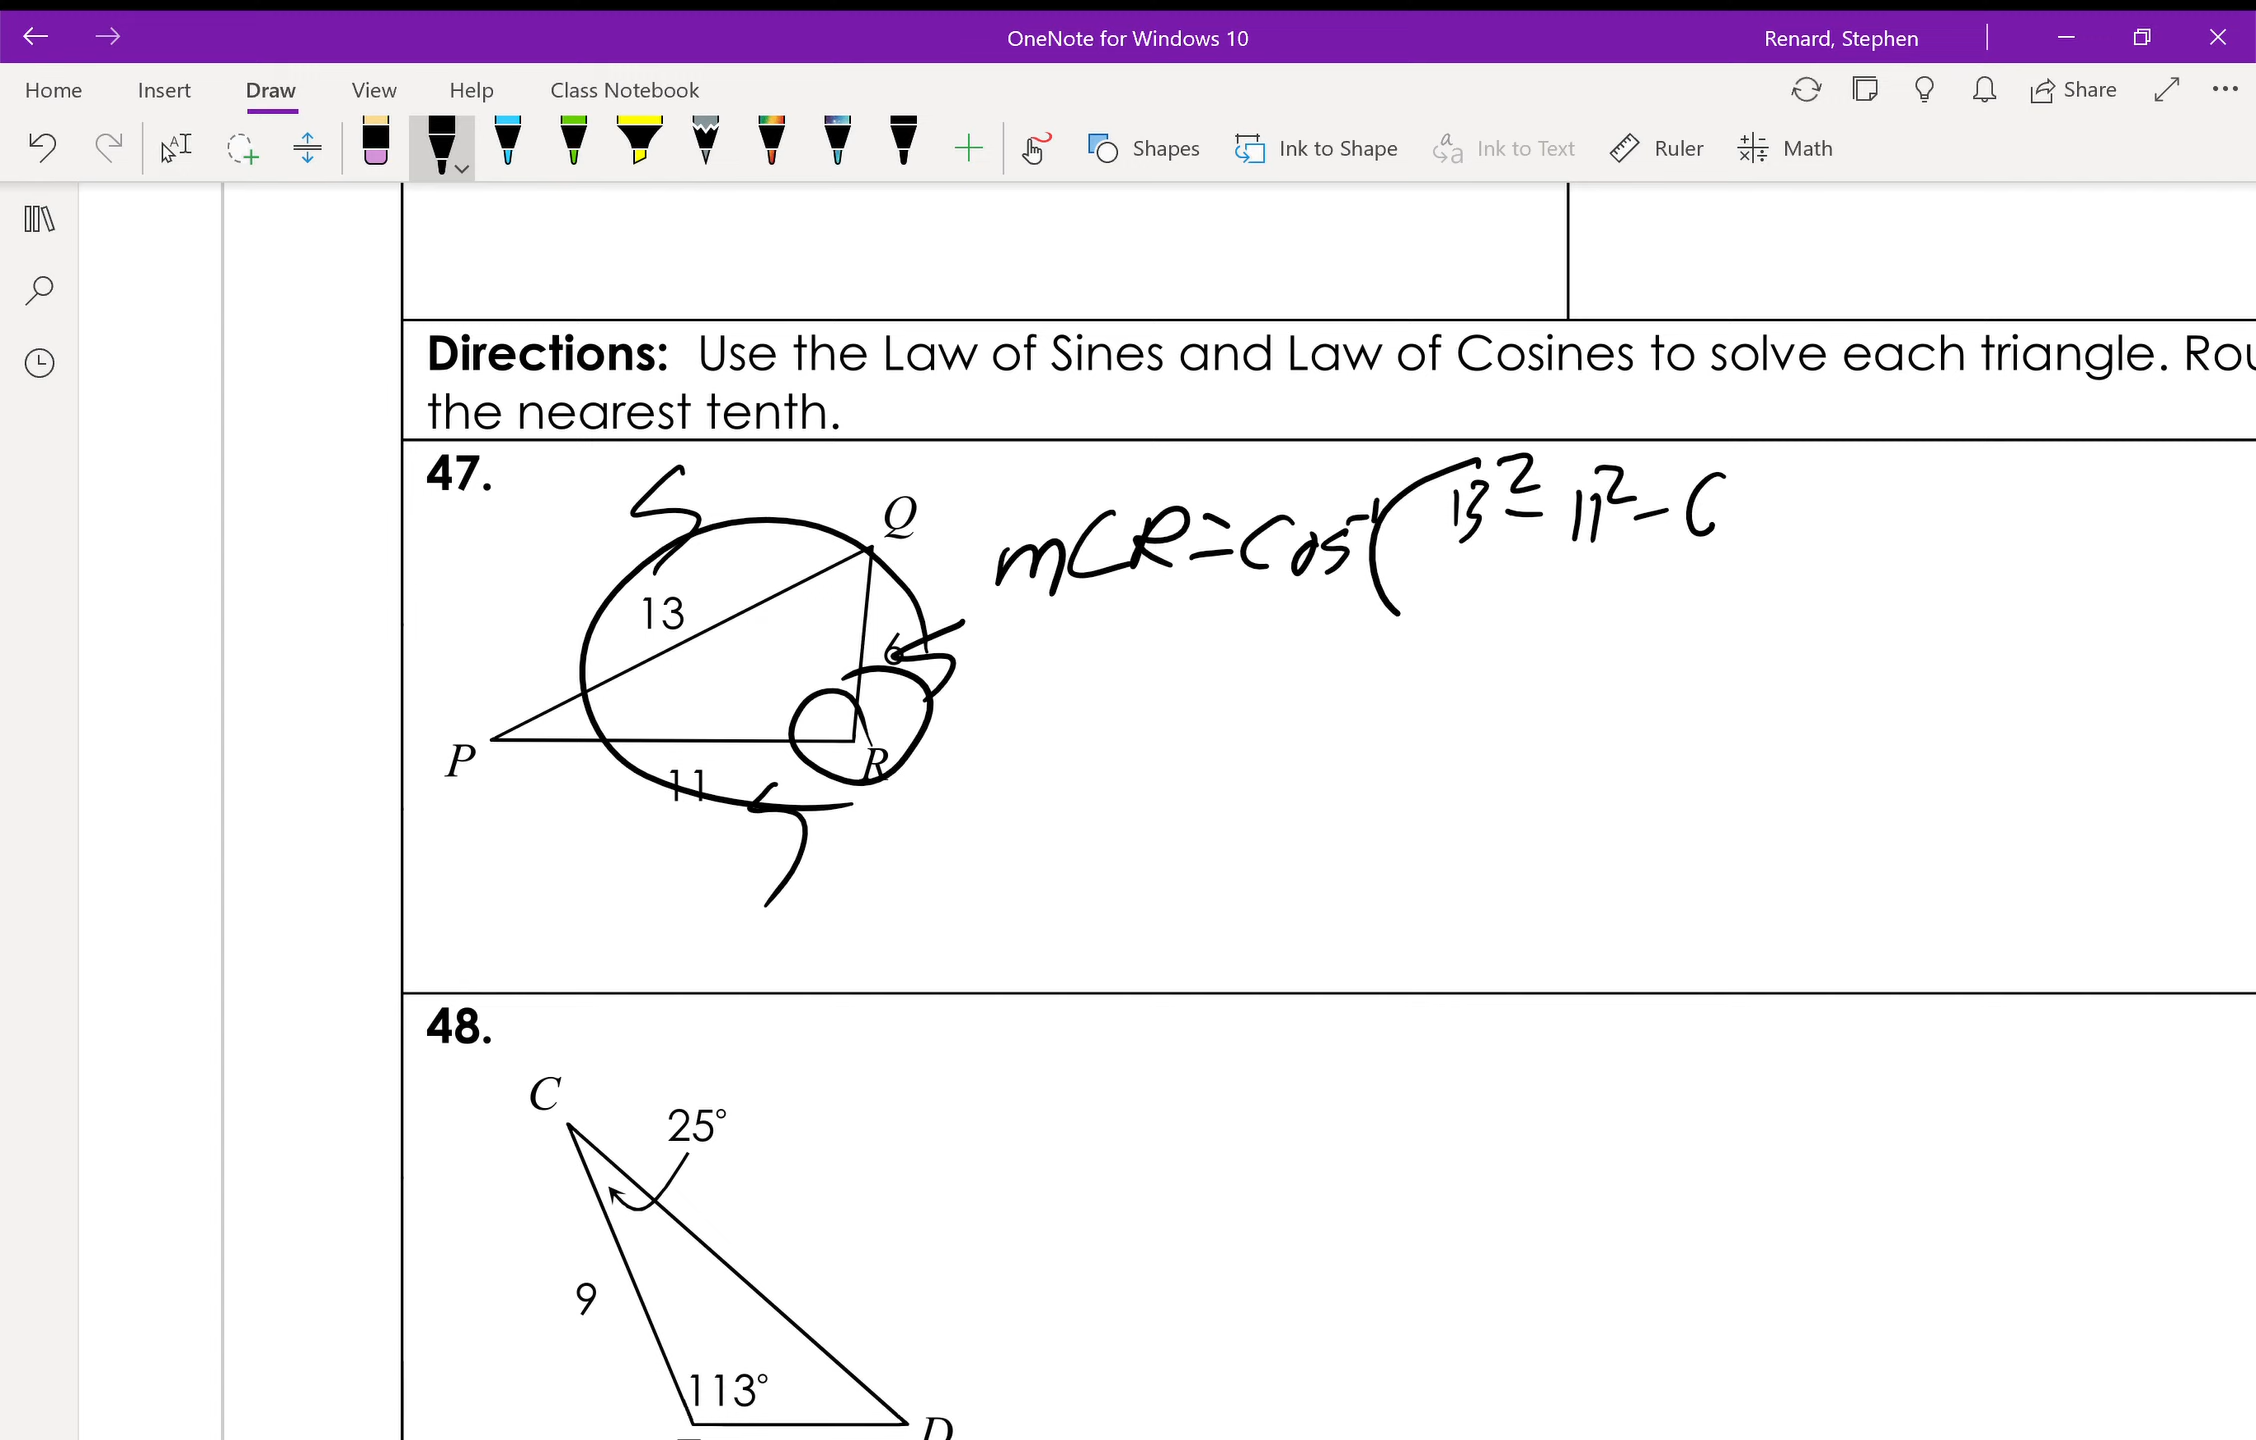 OneNote for Windows 10
Renard, Stephen
Home Insert Draw View Help Class Notebook
Share
Shapes Ink to Shape Ink to Text Ruler Math
Directions: Use the Law of Sines and Law of Cosines to solve each triangle. Rou
the nearest tenth.
47.
S
Q
m∠R = cos⁻¹( 13² - 11² - 6
13
6
S
P
R
11
S
48.
C
25°
9
113°
D